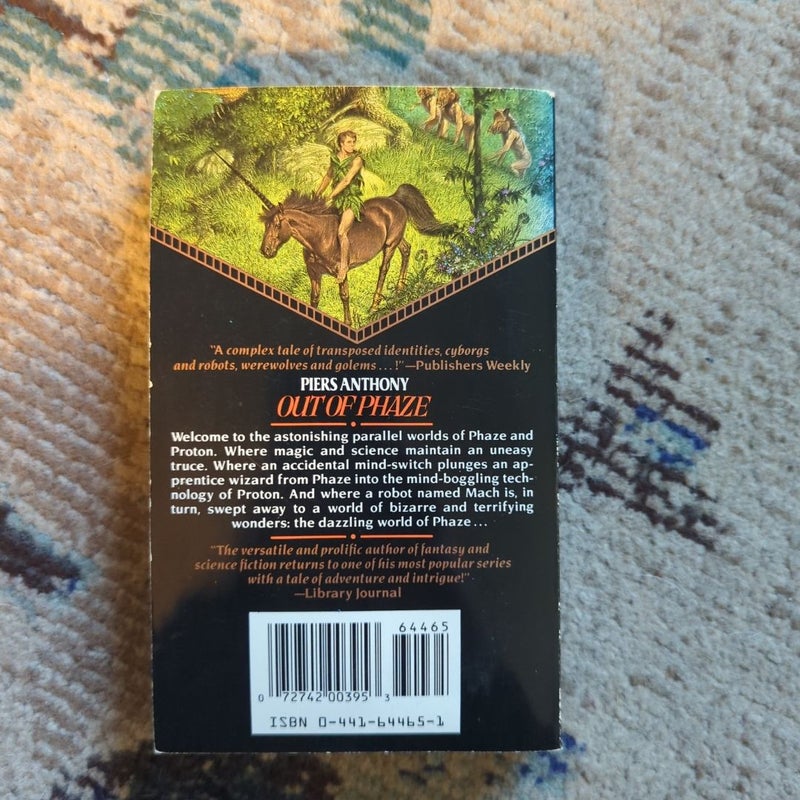 "A complex tale of transposed identities, cyborgs
and robots, werewolves and golems...!"—Publishers Weekly
PIERS ANTHONY
OUT OF PHAZE
Welcome to the astonishing parallel worlds of Phaze and
Proton. Where magic and science maintain an uneasy
truce. Where an accidental mind-switch plunges an ap-
prentice wizard from Phaze into the mind-boggling tech-
nology of Proton. And where a robot named Mach is, in
turn, swept away to a world of bizarre and terrifying
wonders: the dazzling world of Phaze...
"The versatile and prolific author of fantasy and
science fiction returns to one of his most popular series
with a tale of adventure and intrigue!"
—Library Journal
64465
0 72742 00395 3
ISBN 0-441-64465-1